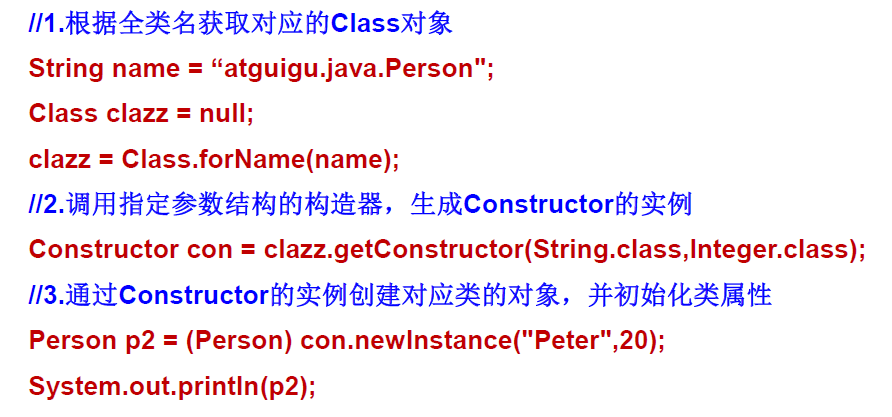 //1.根据全类名获取对应的Class对象
String name = “atguigu.java.Person";
Class clazz = null;
clazz = Class.forName(name);
//2.调用指定参数结构的构造器，生成Constructor的实例
Constructor con = clazz.getConstructor(String.class,Integer.class);
//3.通过Constructor的实例创建对应类的对象，并初始化类属性
Person p2 = (Person) con.newInstance("Peter",20);
System.out.println(p2);